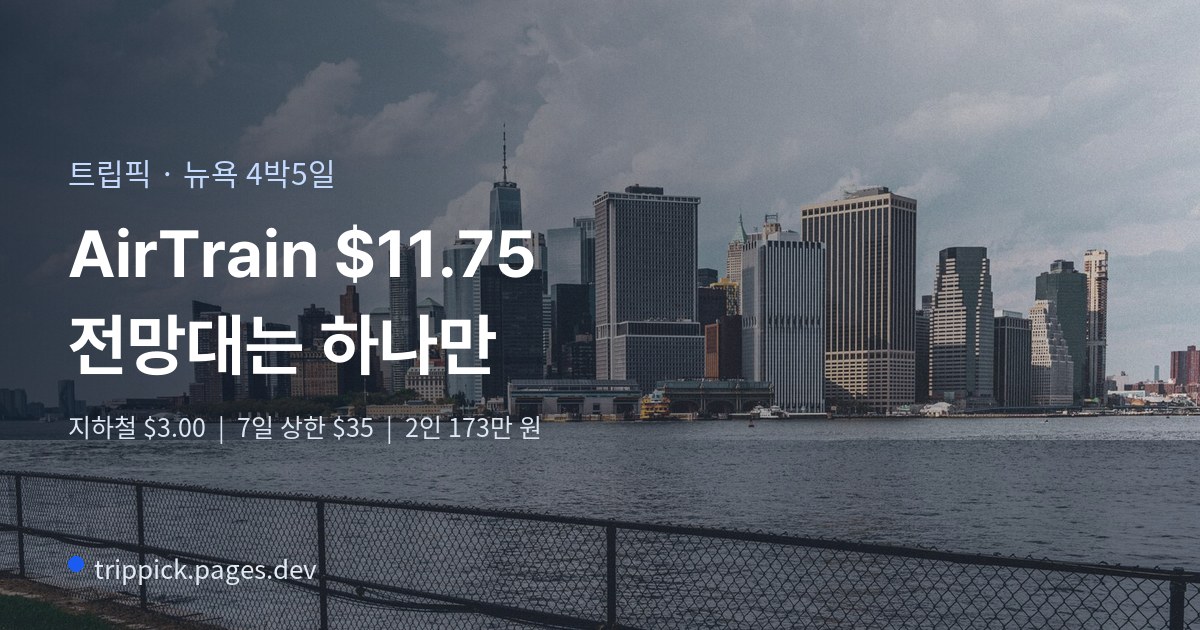 트립픽 · 뉴욕 4박5일
AirTrain $11.75
전망대는 하나만
지하철 $3.00 | 7일 상한 $35 | 2인 173만 원
trippick.pages.dev